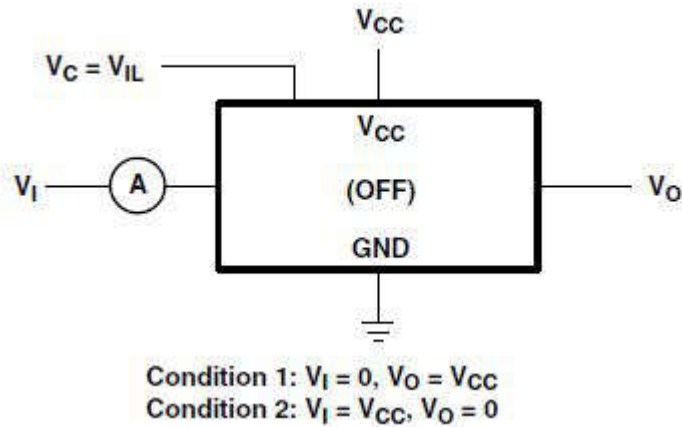 VCC
VC = VIL
VCC
VI
A
(OFF)
VO
GND
Condition 1: VI = 0, VO = VCC
Condition 2: VI = VCC, VO = 0